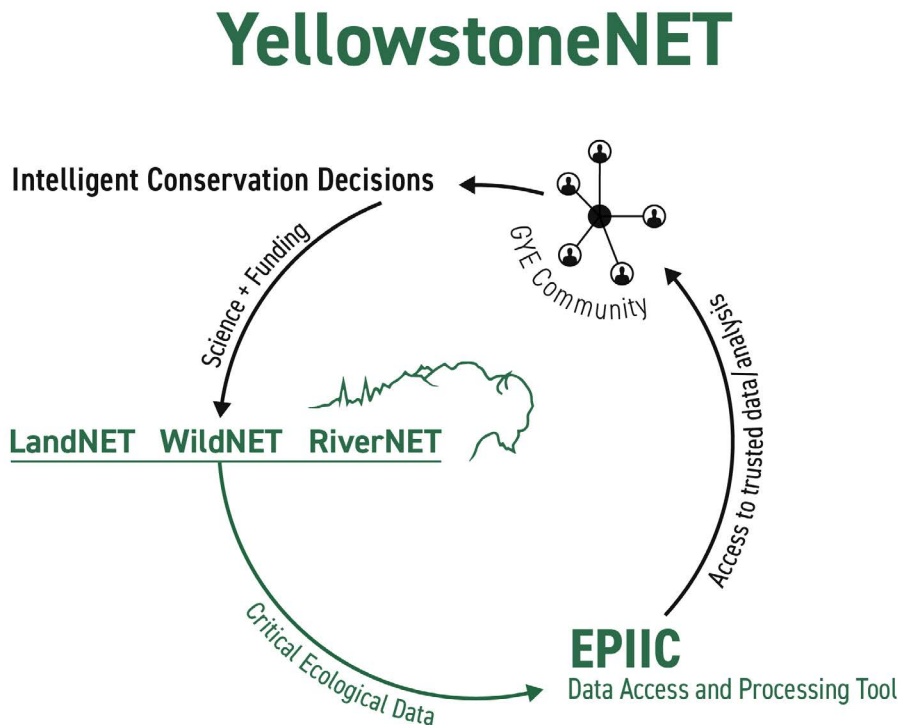 YellowstoneNET
Intelligent Conservation Decisions
GYE Community
Science + Funding
Access to trusted data/analysis
LandNET WildNET RiverNET
Critical Ecological Data
EPIIC
Data Access and Processing Tool